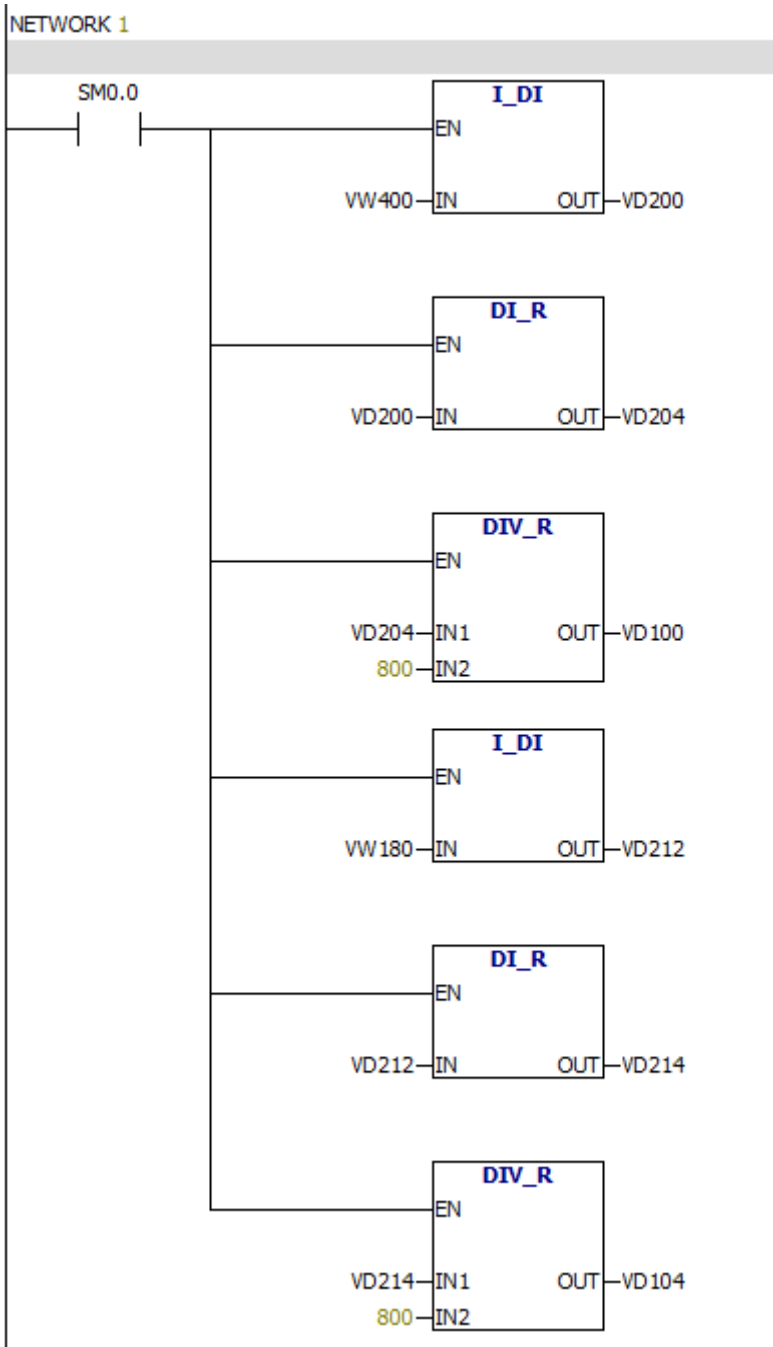 NETWORK 1
SM0.0
I_DI
EN
VW400 IN OUT VD200
DI_R
EN
VD200 IN OUT VD204
DIV_R
EN
VD204 IN1 OUT VD100
800 IN2
I_DI
EN
VW180 IN OUT VD212
DI_R
EN
VD212 IN OUT VD214
DIV_R
EN
VD214 IN1 OUT VD104
800 IN2